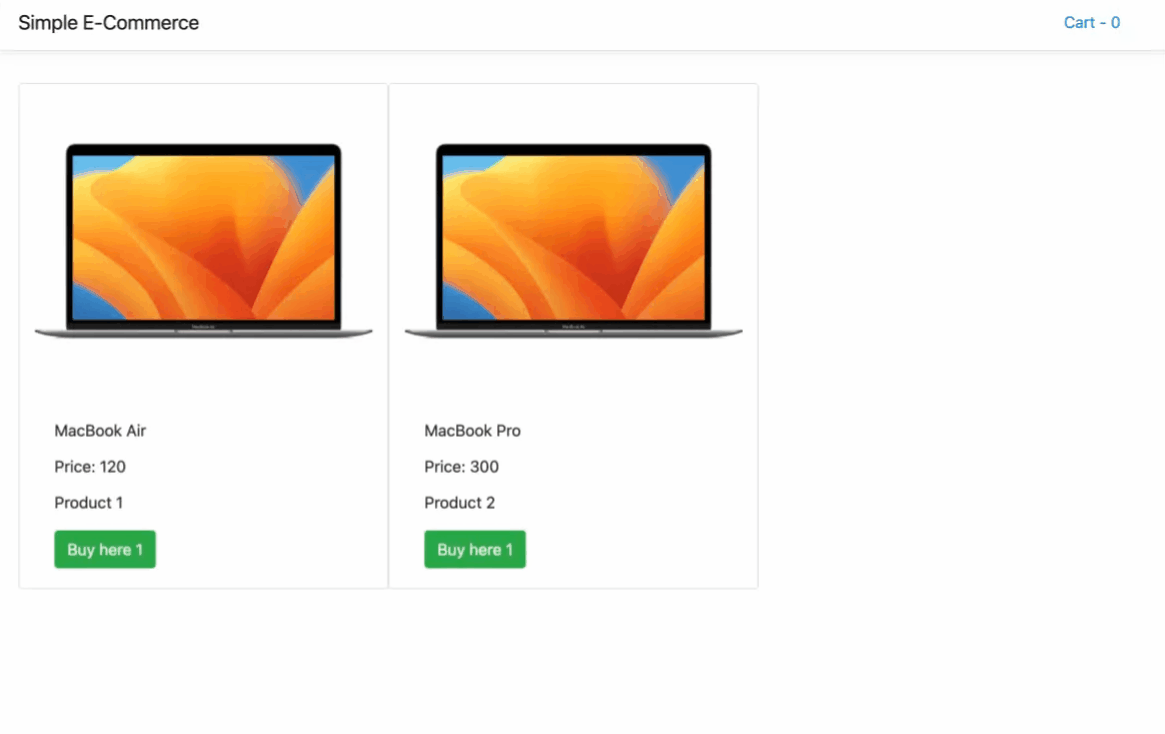 Simple E-Commerce
Cart - 0
MacBook Air
Price: 120
Product 1
Buy here 1
MacBook Pro
Price: 300
Product 2
Buy here 1